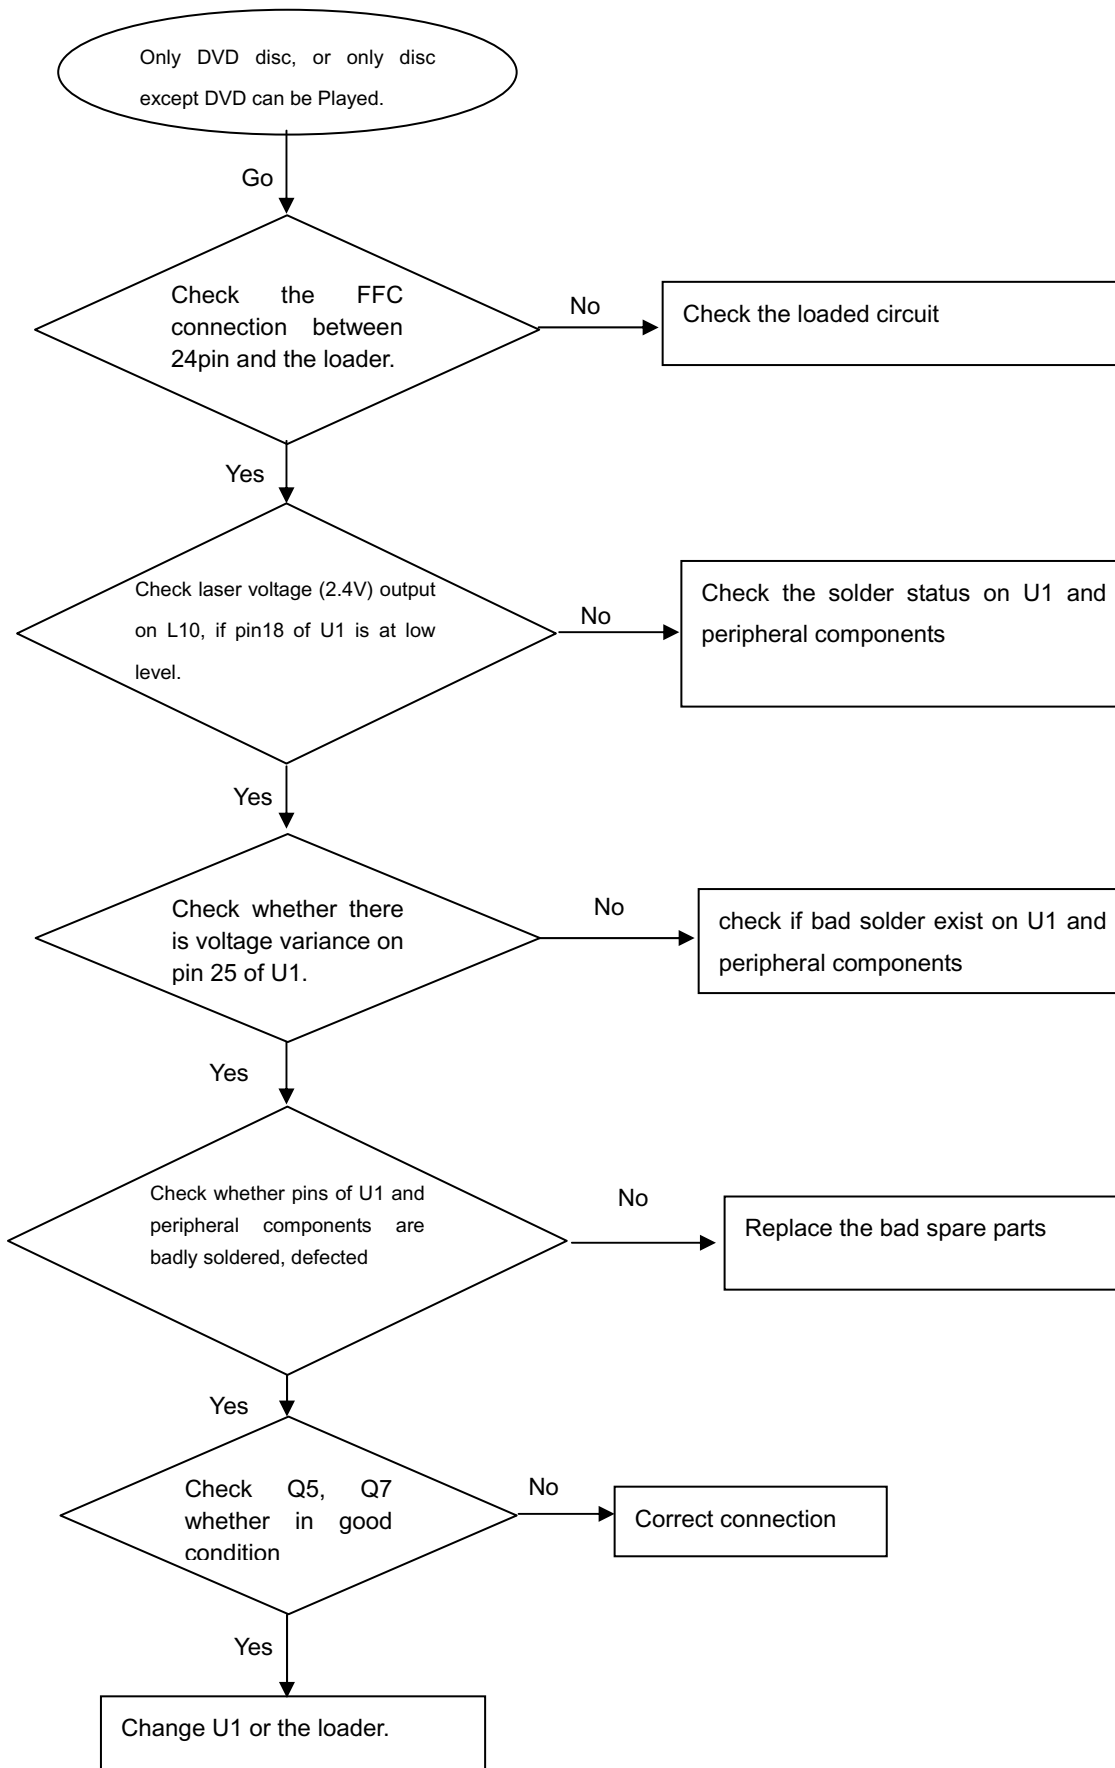 Only DVD disc, or only disc
except DVD can be Played.
Go
Check the FFC
connection between
24pin and the loader.
No
Check the loaded circuit
Yes
Check laser voltage (2.4V) output
on L10, if pin18 of U1 is at low
level.
No
Check the solder status on U1 and
peripheral components
Yes
Check whether there
is voltage variance on
pin 25 of U1.
No
check if bad solder exist on U1 and
peripheral components
Yes
Check whether pins of U1 and
peripheral components are
badly soldered, defected
No
Replace the bad spare parts
Yes
Check Q5, Q7
whether in good
condition
No
Correct connection
Yes
Change U1 or the loader.